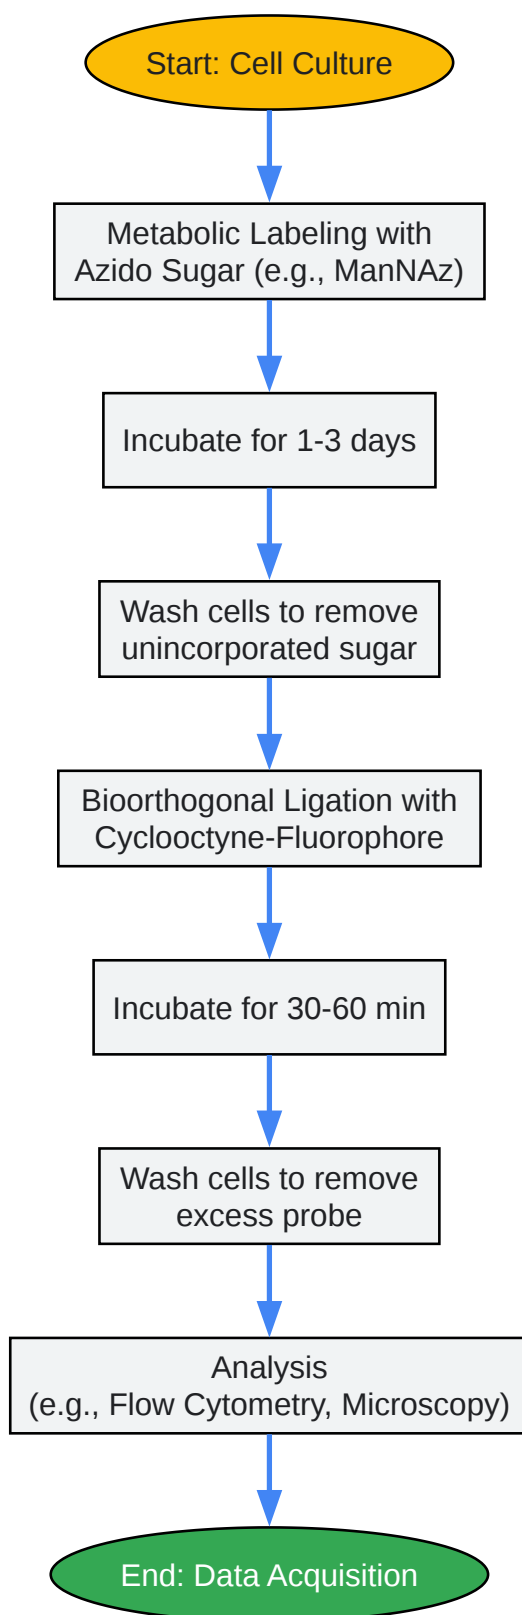 Start: Cell Culture
Metabolic Labeling with
Azido Sugar (e.g., ManNAz)
Incubate for 1-3 days
Wash cells to remove
unincorporated sugar
Bioorthogonal Ligation with
Cyclooctyne-Fluorophore
Incubate for 30-60 min
Wash cells to remove
excess probe
Analysis
(e.g., Flow Cytometry, Microscopy)
End: Data Acquisition